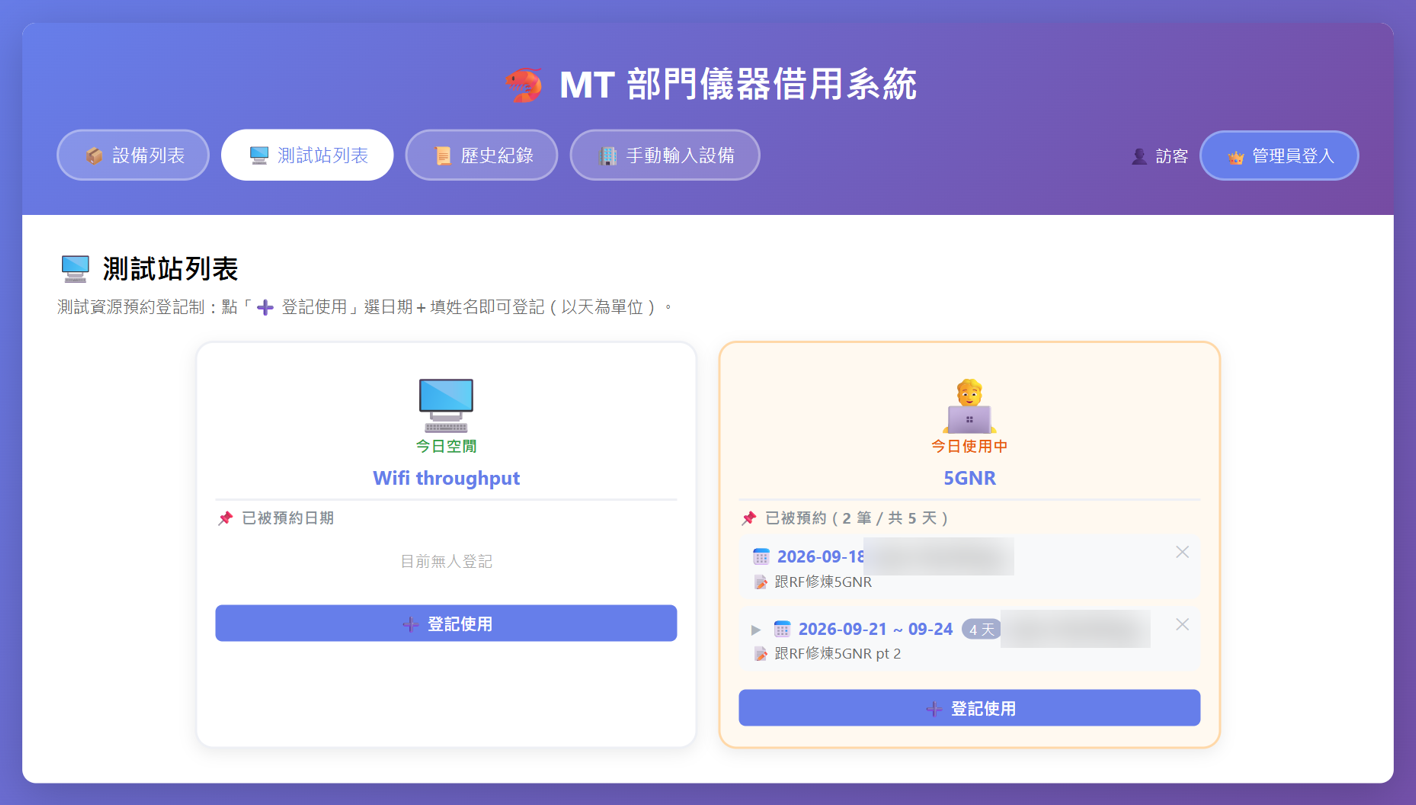 MT 部門儀器借用系統
設備列表
測試站列表
歷史紀錄
手動輸入設備
訪客
管理員登入
測試站列表
測試資源預約登記制：點「➕ 登記使用」選日期＋填姓名即可登記（以天為單位）。
今日空閒
Wifi throughput
已被預約日期
目前無人登記
➕ 登記使用
今日使用中
5GNR
已被預約（2 筆 / 共 5 天）
2026-09-18
跟RF修煉5GNR
▶ 2026-09-21 ~ 09-24 4 天
跟RF修煉5GNR pt 2
➕ 登記使用